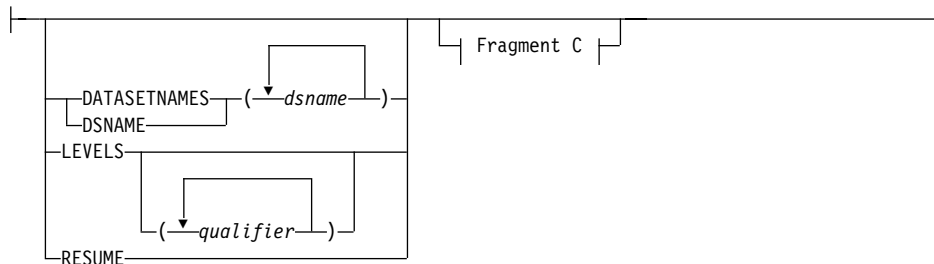 Fragment C
DATASETNAMES ( dsname )
DSNAME
LEVELS
( qualifier )
RESUME